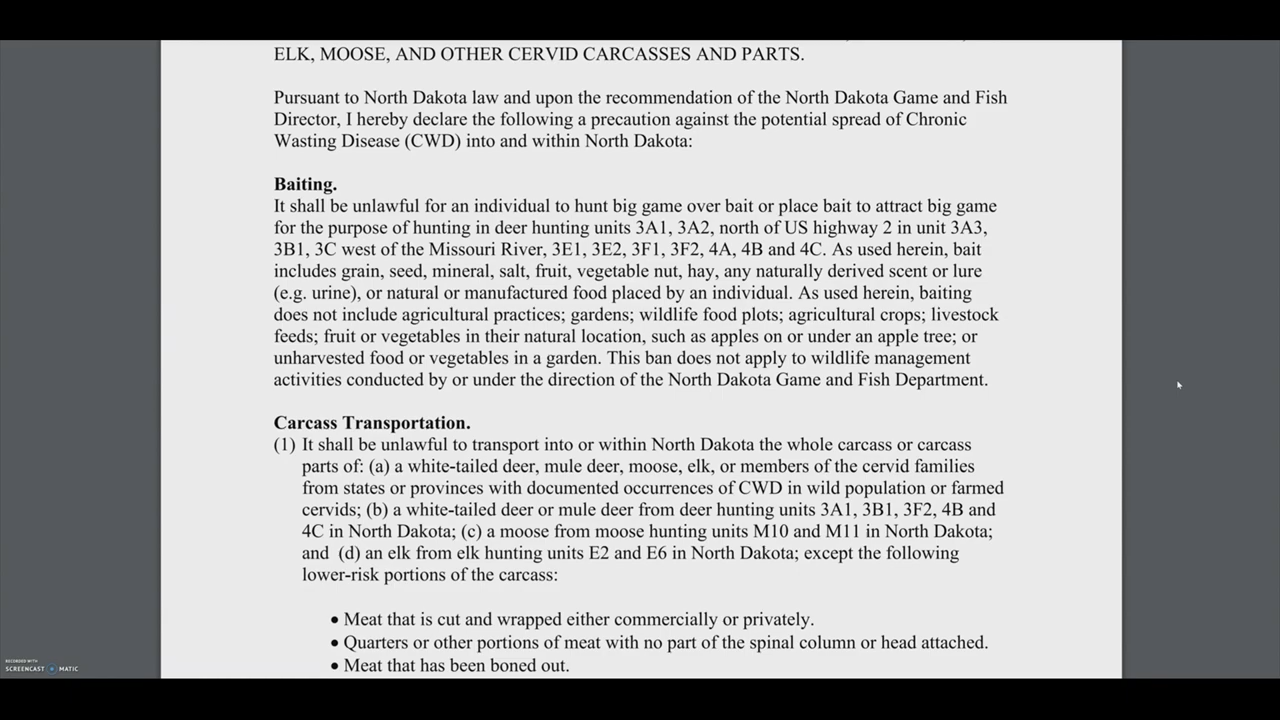 ELK, MOOSE, AND OTHER CERVID CARCASSES AND PARTS.
Pursuant to North Dakota law and upon the recommendation of the North Dakota Game and Fish
Director, I hereby declare the following a precaution against the potential spread of Chronic
Wasting Disease (CWD) into and within North Dakota:
Baiting.
It shall be unlawful for an individual to hunt big game over bait or place bait to attract big game
for the purpose of hunting in deer hunting units 3A1, 3A2, north of US highway 2 in unit 3A3,
3B1, 3C west of the Missouri River, 3E1, 3E2, 3F1, 3F2, 4A, 4B and 4C. As used herein, bait
includes grain, seed, mineral, salt, fruit, vegetable nut, hay, any naturally derived scent or lure
(e.g. urine), or natural or manufactured food placed by an individual. As used herein, baiting
does not include agricultural practices; gardens; wildlife food plots; agricultural crops; livestock
feeds; fruit or vegetables in their natural location, such as apples on or under an apple tree; or
unharvested food or vegetables in a garden. This ban does not apply to wildlife management
activities conducted by or under the direction of the North Dakota Game and Fish Department.
Carcass Transportation.
(1) It shall be unlawful to transport into or within North Dakota the whole carcass or carcass
parts of: (a) a white-tailed deer, mule deer, moose, elk, or members of the cervid families
from states or provinces with documented occurrences of CWD in wild population or farmed
cervids; (b) a white-tailed deer or mule deer from deer hunting units 3A1, 3B1, 3F2, 4B and
4C in North Dakota; (c) a moose from moose hunting units M10 and M11 in North Dakota;
and (d) an elk from elk hunting units E2 and E6 in North Dakota; except the following
lower-risk portions of the carcass:
• Meat that is cut and wrapped either commercially or privately.
• Quarters or other portions of meat with no part of the spinal column or head attached.
• Meat that has been boned out.
RECORDED WITH
SCREENCAST MATIC